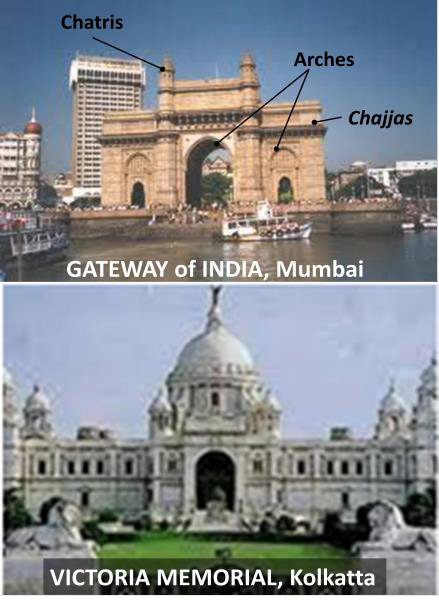 Chatris
Arches
Chajjas
GATEWAY of INDIA, Mumbai
VICTORIA MEMORIAL, Kolkatta